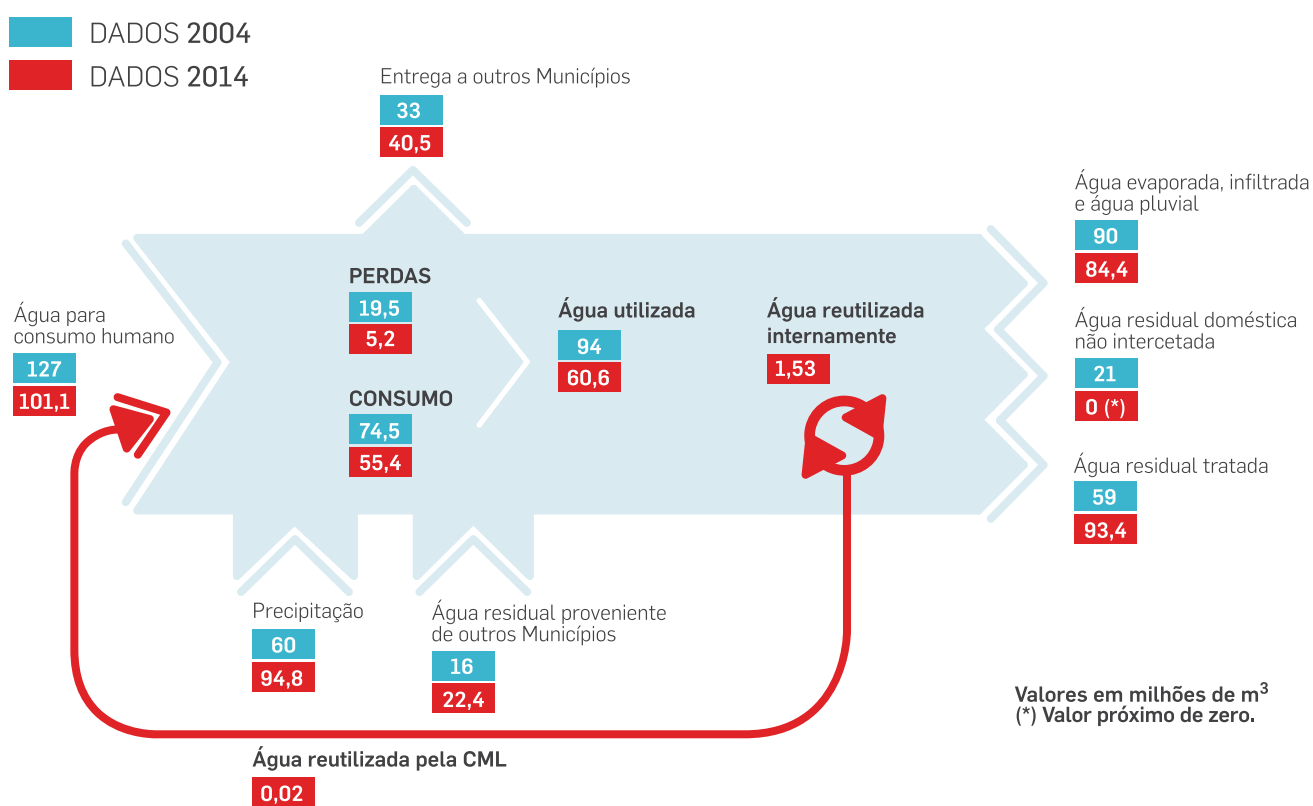 DADOS 2004
DADOS 2014
Entrega a outros Municípios
33
40,5
Água evaporada, infiltrada
e água pluvial
90
84,4
PERDAS
19,5
5,2
Água para
consumo humano
127
101,1
Água utilizada
94
60,6
Água reutilizada
internamente
1,53
Água residual doméstica
não intercetada
21
0 (*)
CONSUMO
74,5
55,4
Água residual tratada
59
93,4
Precipitação
60
94,8
Água residual proveniente
de outros Municípios
16
22,4
Valores em milhões de m³
(*) Valor próximo de zero.
Água reutilizada pela CML
0,02